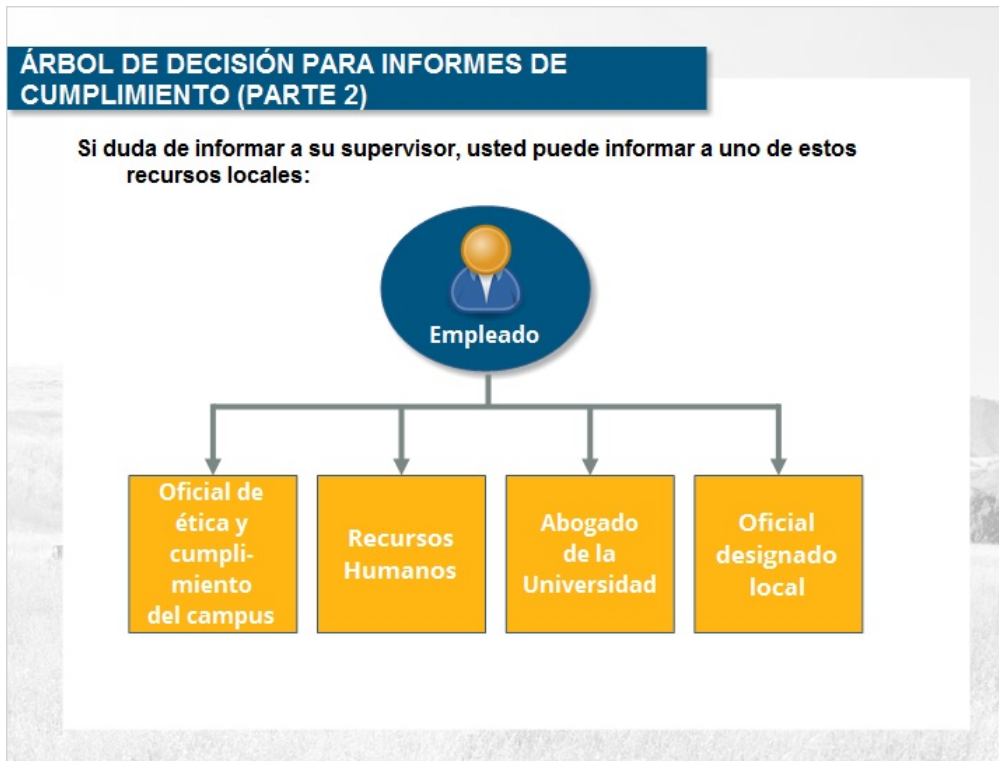 ÁRBOL DE DECISIÓN PARA INFORMES DE
CUMPLIMIENTO (PARTE 2)
Si duda de informar a su supervisor, usted puede informar a uno de estos
recursos locales:
Empleado
Oficial de
ética y
cumpli-
miento
del campus
Recursos
Humanos
Abogado
de la
Universidad
Oficial
designado
local